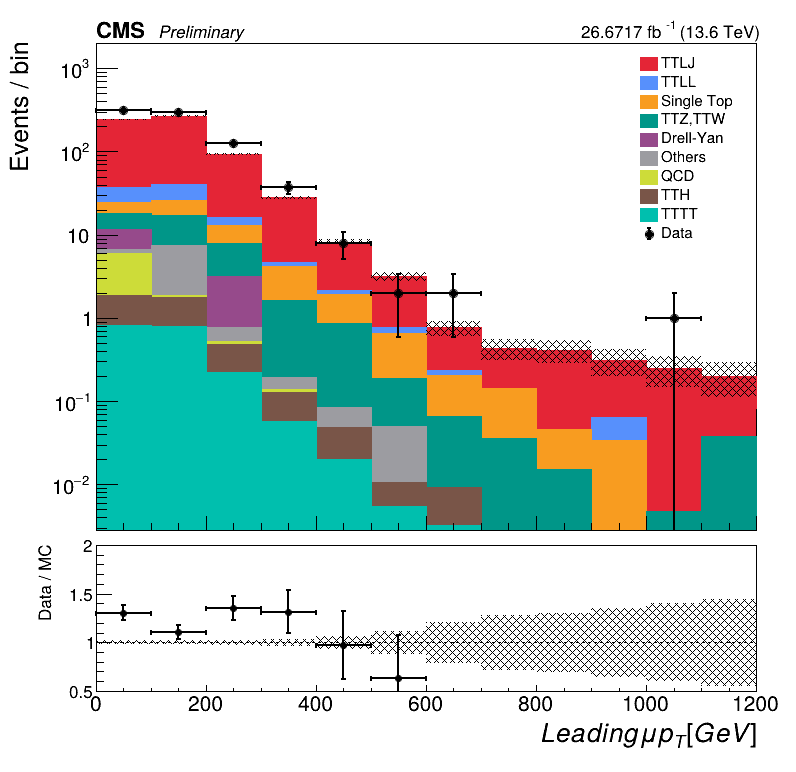 CMS Preliminary 26.6717 fb⁻¹ (13.6 TeV)
Events / bin
10³
10²
10
1
10⁻¹
10⁻²
TTLJ
TTLL
Single Top
TTZ,TTW
Drell-Yan
Others
QCD
TTH
TTTT
Data
Data / MC
2
1.5
1
0.5
0 200 400 600 800 1000 1200
Leading μ p_T [GeV]